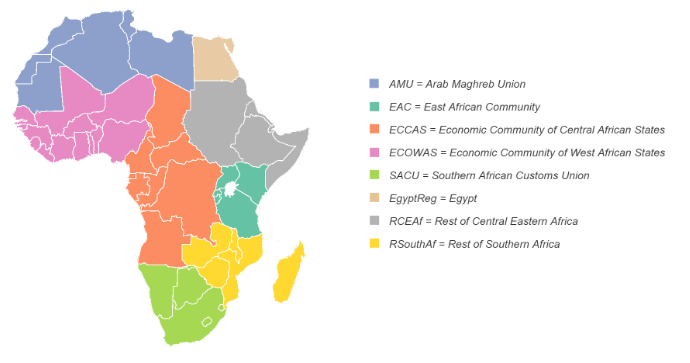 AMU = Arab Maghreb Union
EAC = East African Community
ECCAS = Economic Community of Central African States
ECOWAS = Economic Community of West African States
SACU = Southern African Customs Union
EgyptReg = Egypt
RCEAf = Rest of Central Eastern Africa
RSouthAf = Rest of Southern Africa